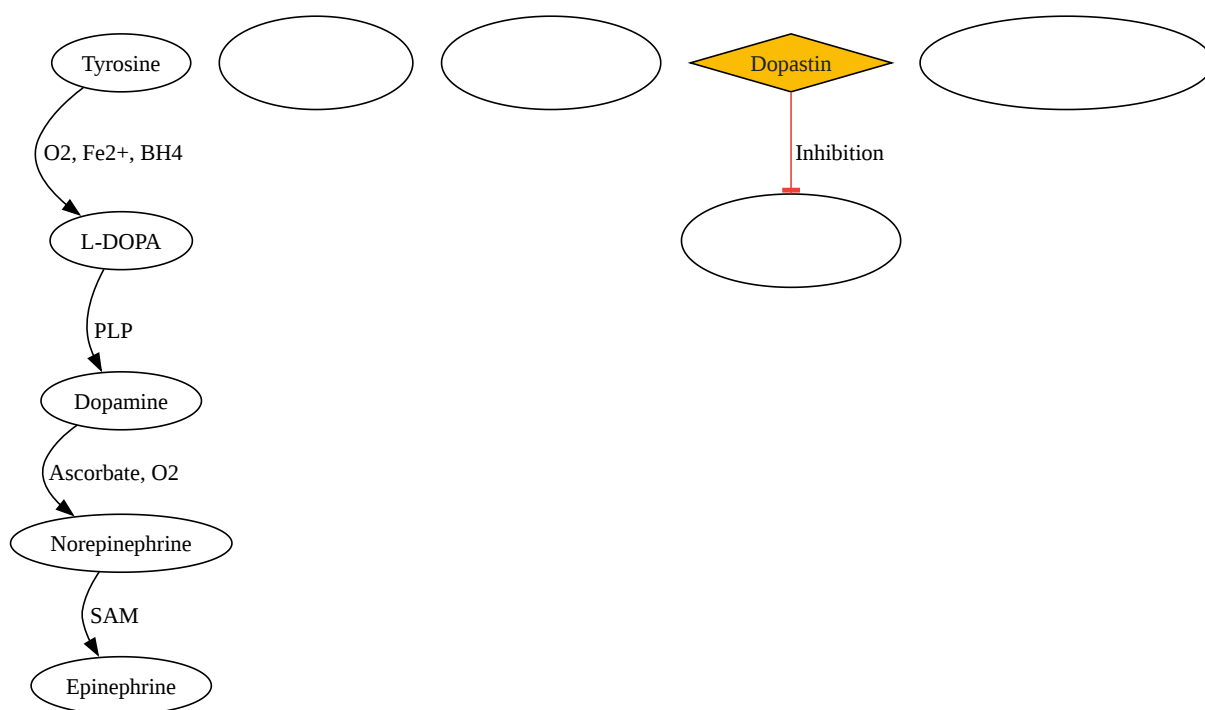 Tyrosine
Dopastin
O2, Fe2+, BH4
Inhibition
L-DOPA
PLP
Dopamine
Ascorbate, O2
Norepinephrine
SAM
Epinephrine